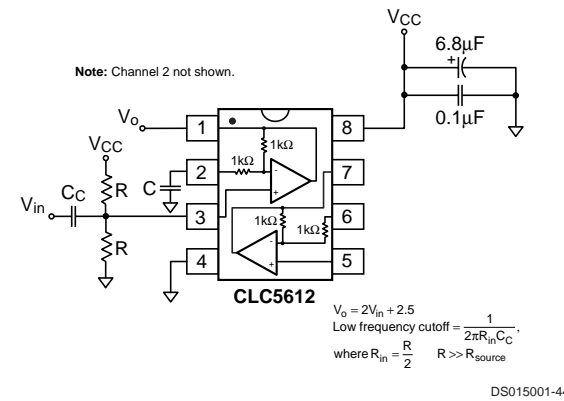 VCC
6.8µF
+
Note: Channel 2 not shown.
0.1µF
Vo
1
8
1kΩ
VCC
1kΩ
2
-
7
R
C
+
Vin
CC
3
6
1kΩ
1kΩ
R
-
4
+
5
CLC5612
Vo = 2Vin + 2.5
Low frequency cutoff = 1 / 2πRinCC ,
where Rin = R / 2 R >> Rsource
DS015001-44